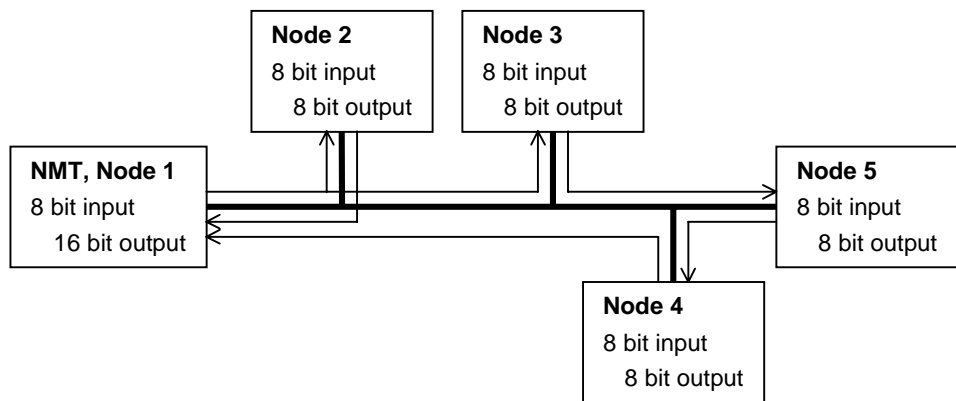 Node 2
8 bit input
8 bit output
Node 3
8 bit input
8 bit output
NMT, Node 1
8 bit input
16 bit output
Node 5
8 bit input
8 bit output
Node 4
8 bit input
8 bit output